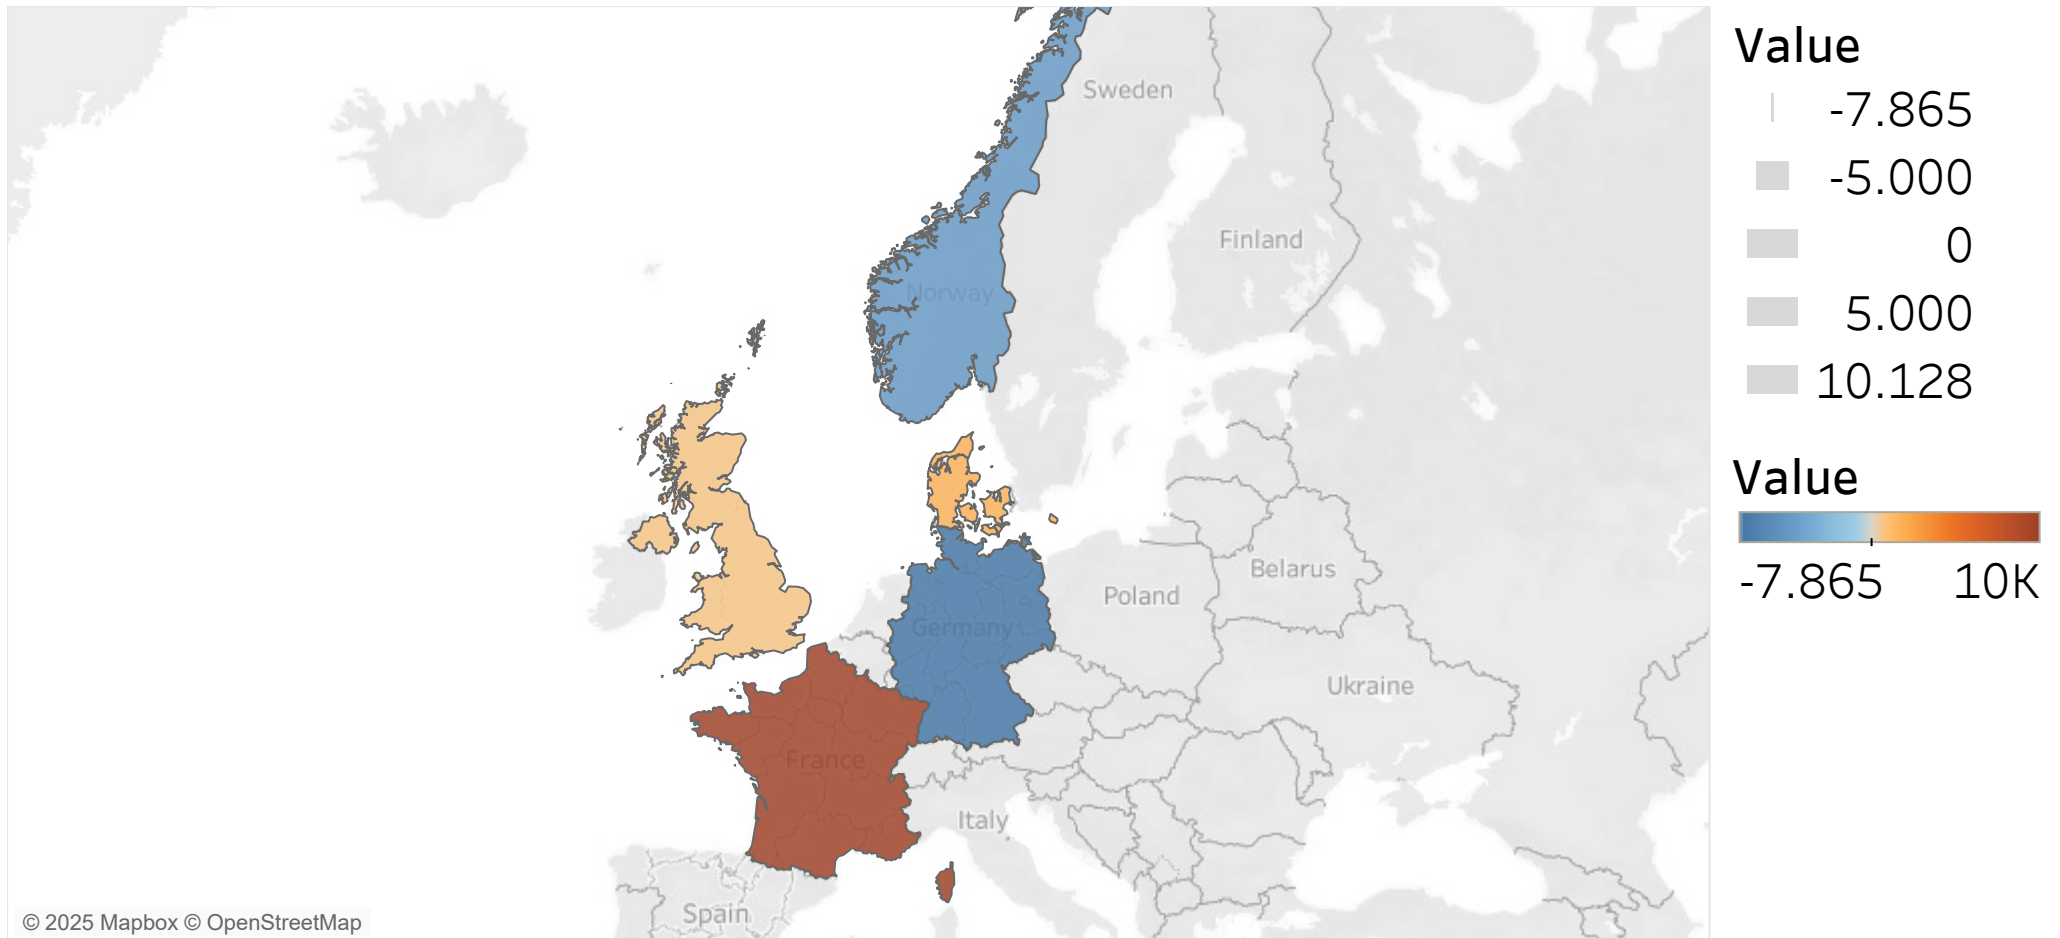 Sweden
Finland
Norway
Belarus
Poland
Germany
Ukraine
France
Italy
Spain
© 2025 Mapbox © OpenStreetMap
Value
-7.865
-5.000
0
5.000
10.128
Value
-7.865 10K